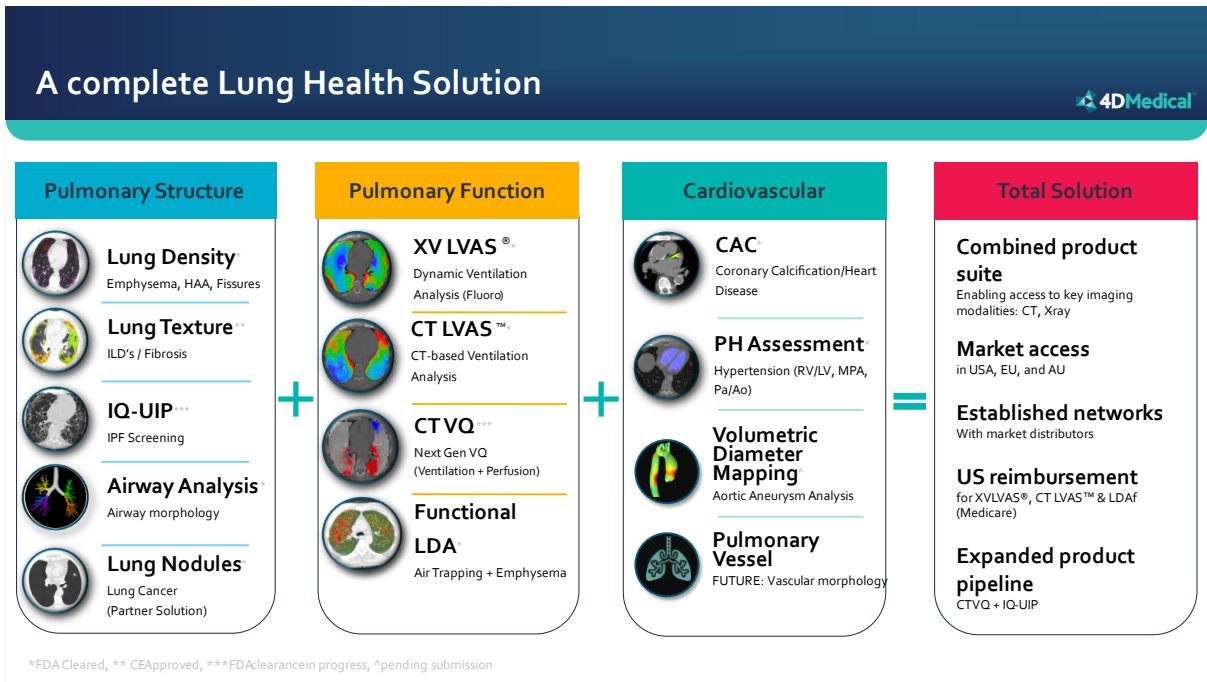 A complete Lung Health Solution
4DMedical
Pulmonary Structure
Lung Density*
Emphysema, HAA, Fissures
Lung Texture**
ILD's / Fibrosis
IQ-UIP***
IPF Screening
Airway Analysis*
Airway morphology
Lung Nodules*
Lung Cancer
(Partner Solution)
+
Pulmonary Function
XV LVAS ®*
Dynamic Ventilation
Analysis (Fluoro)
CT LVAS ™*
CT-based Ventilation
Analysis
CT VQ***
Next Gen VQ
(Ventilation + Perfusion)
Functional
LDA*
Air Trapping + Emphysema
+
Cardiovascular
CAC*
Coronary Calcification/Heart
Disease
PH Assessment*
Hypertension (RV/LV, MPA,
Pa/Ao)
Volumetric
Diameter
Mapping^
Aortic Aneurysm Analysis
Pulmonary
Vessel
FUTURE: Vascular morphology
=
Total Solution
Combined product
suite
Enabling access to key imaging
modalities: CT, Xray
Market access
in USA, EU, and AU
Established networks
With market distributors
US reimbursement
for XVLVAS®, CT LVAS™ & LDAf
(Medicare)
Expanded product
pipeline
CTVQ + IQ-UIP
*FDA Cleared, ** CEApproved, ***FDAclearancein progress, ^pending submission